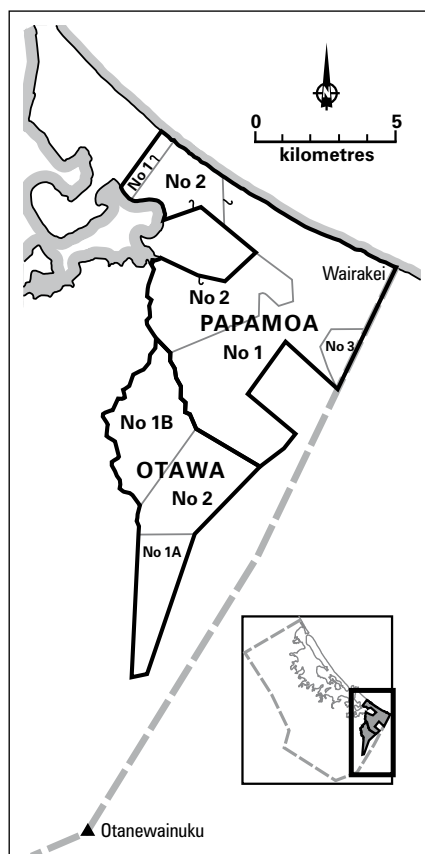 N
0 5
kilometres
No 1
No 2
Wairakei
No 2
PAPAMOA
No 1
No 3
No 1B
OTAWA
No 2
No 1A
Otanewainuku